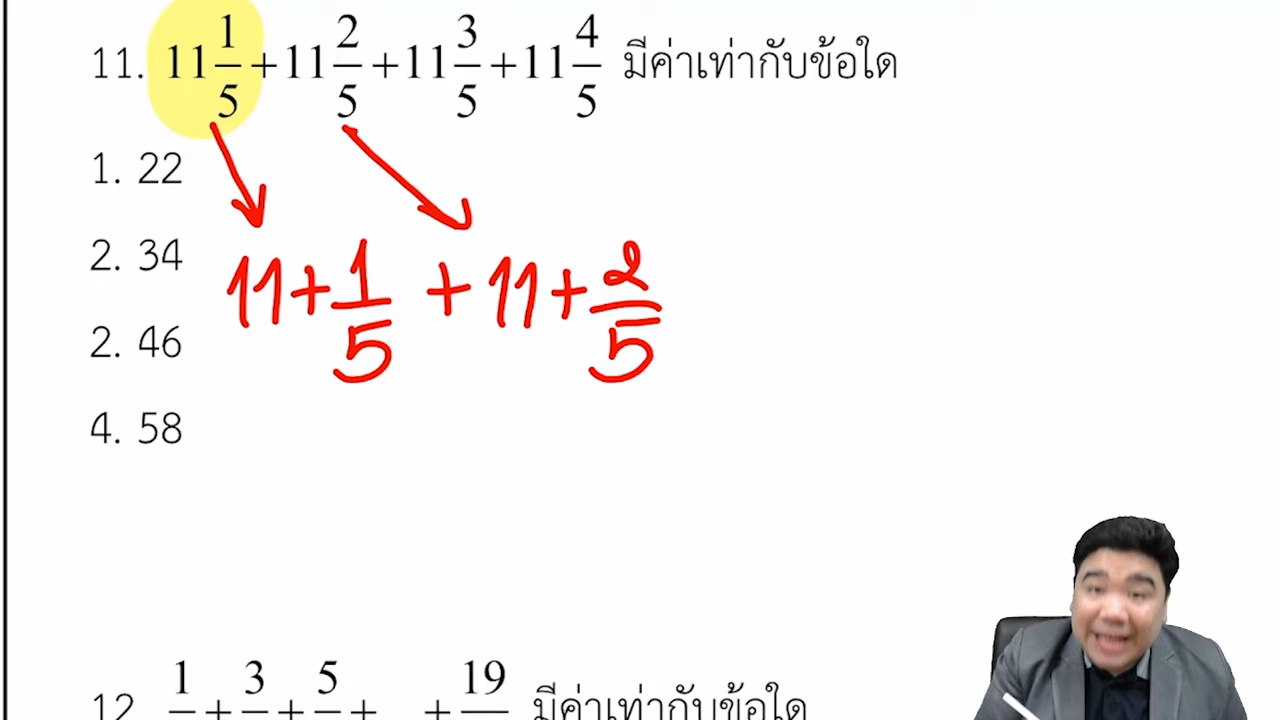 11. 11 1/5 + 11 2/5 + 11 3/5 + 11 4/5 มีค่าเท่ากับข้อใด
1. 22
2. 34
11 + 1/5 + 11 + 2/5
2. 46
4. 58
12. 1 + 3 + 5 + + 19 มีค่าเท่ากับข้อใด